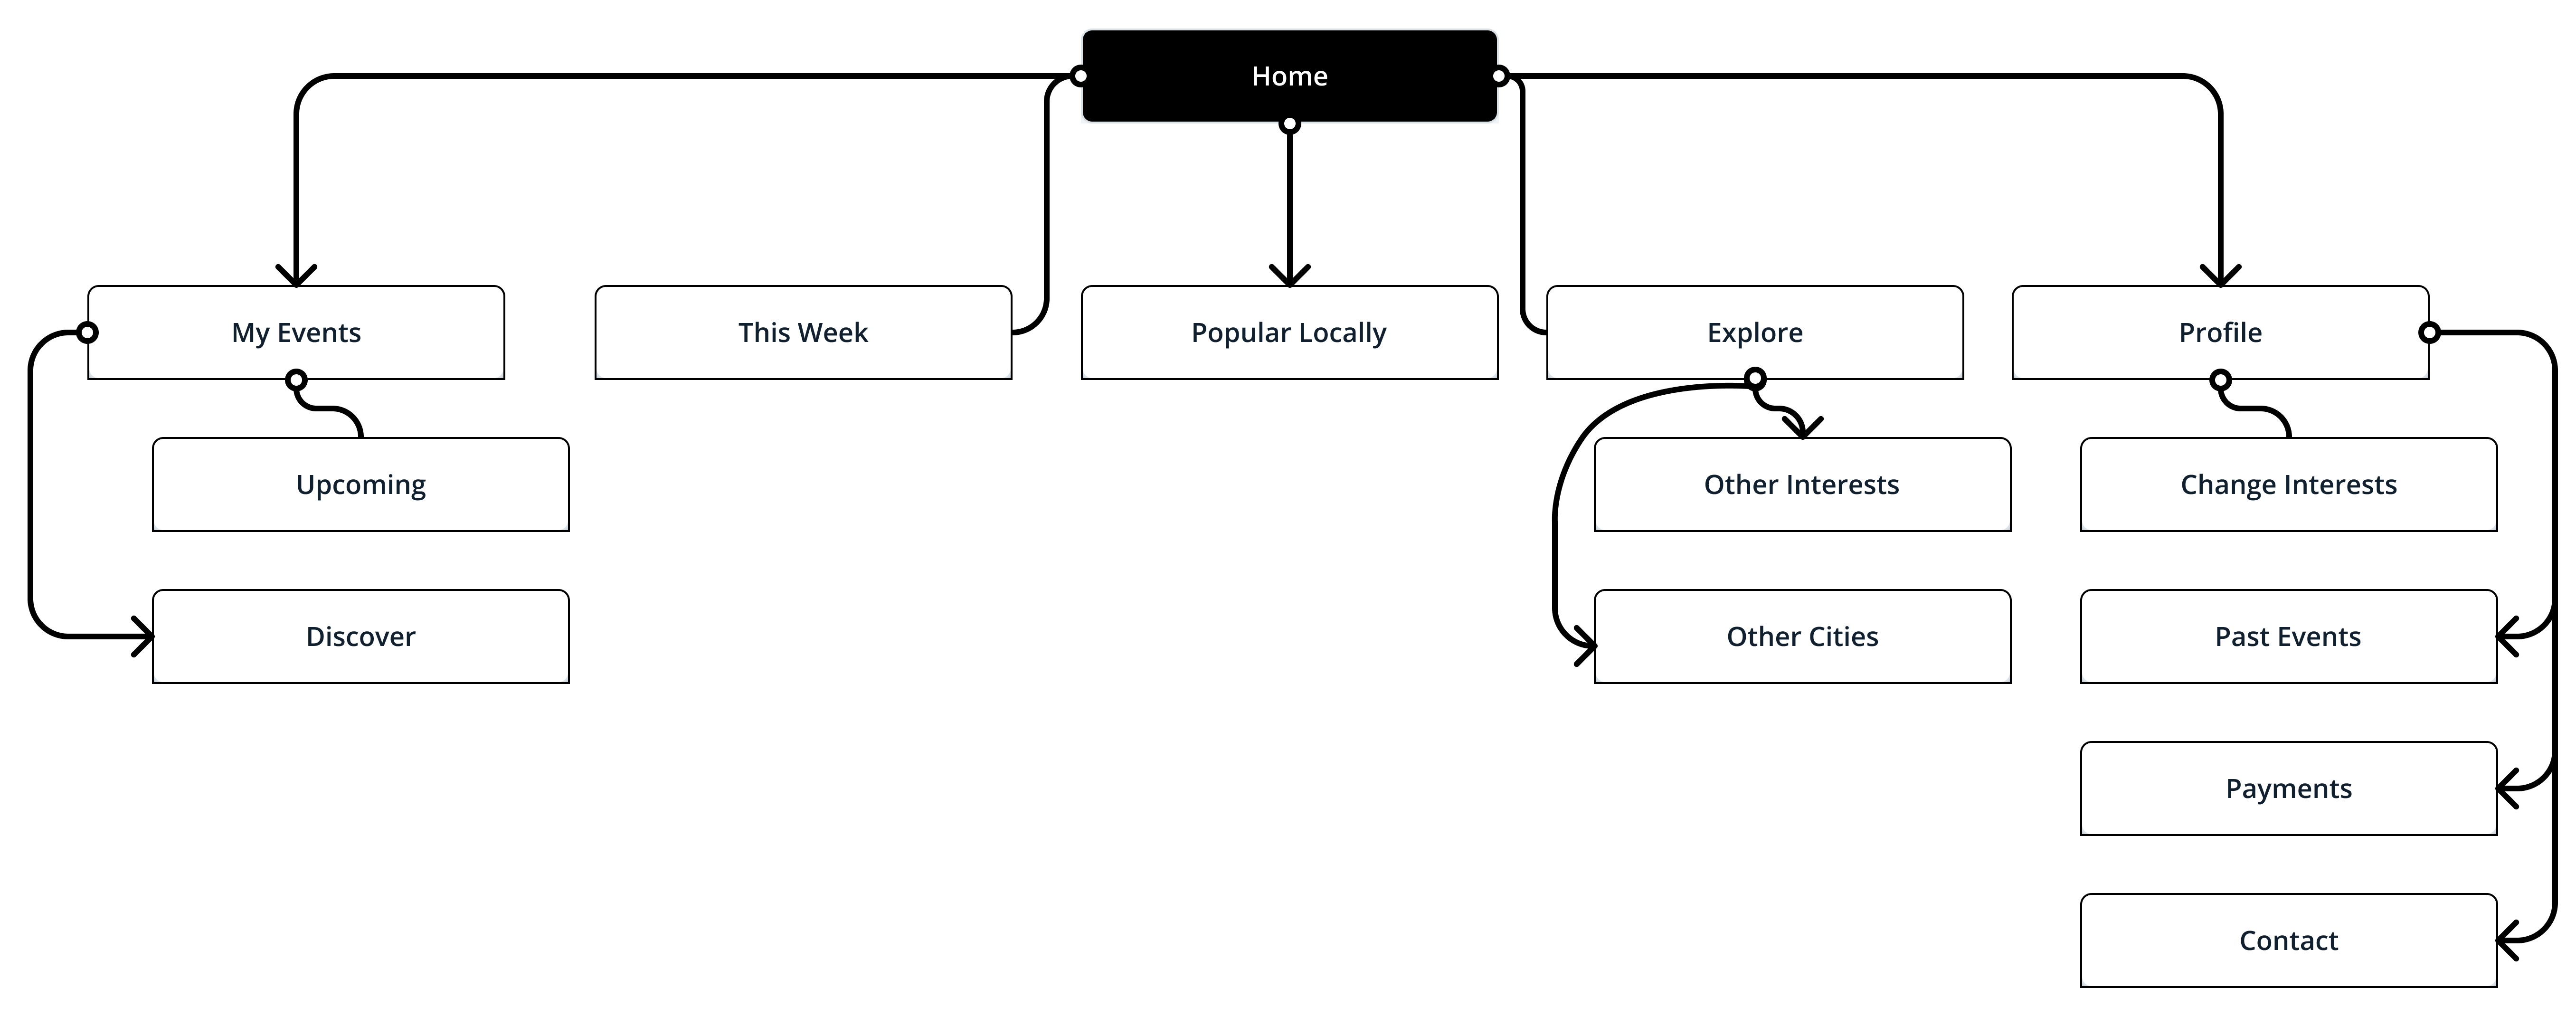 Home
My Events
This Week
Popular Locally
Explore
Profile
Upcoming
Other Interests
Change Interests
Discover
Other Cities
Past Events
Payments
Contact